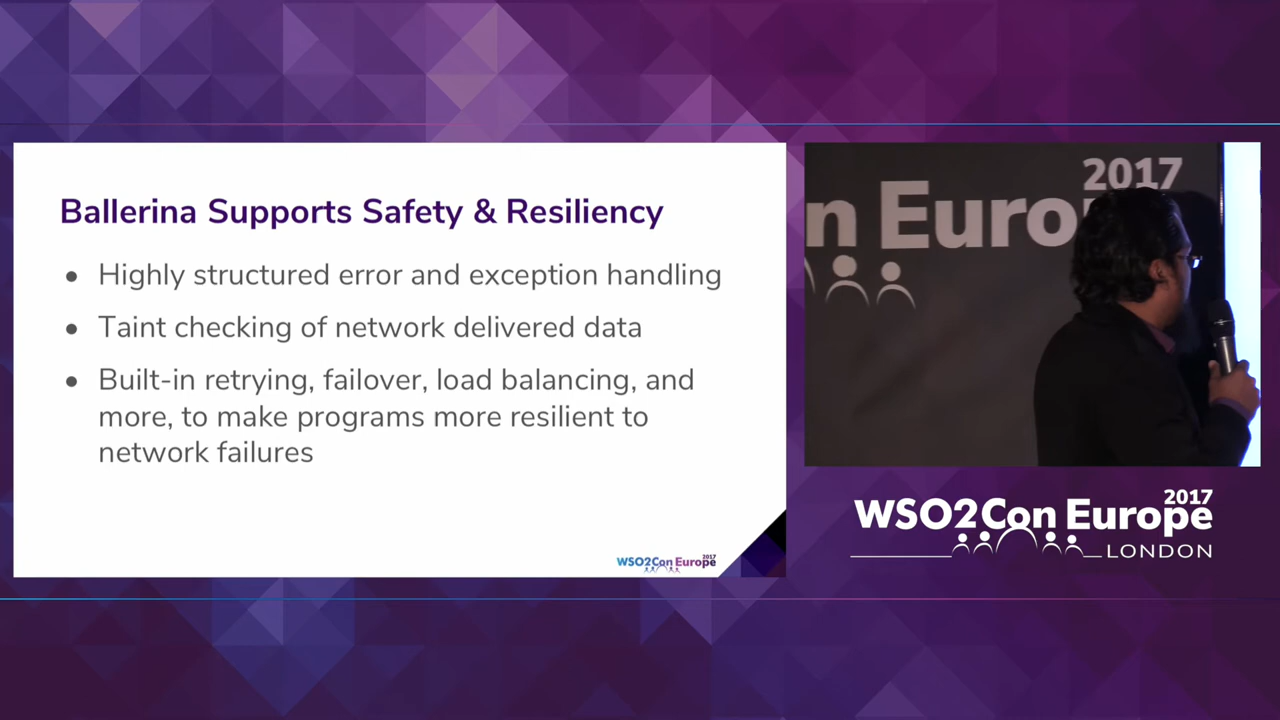 Ballerina Supports Safety & Resiliency
● Highly structured error and exception handling
● Taint checking of network delivered data
● Built-in retrying, failover, load balancing, and
more, to make programs more resilient to
network failures
WSO2Con Europe 2017
2017
n Europ
WSO2Con Europe 2017
LONDON